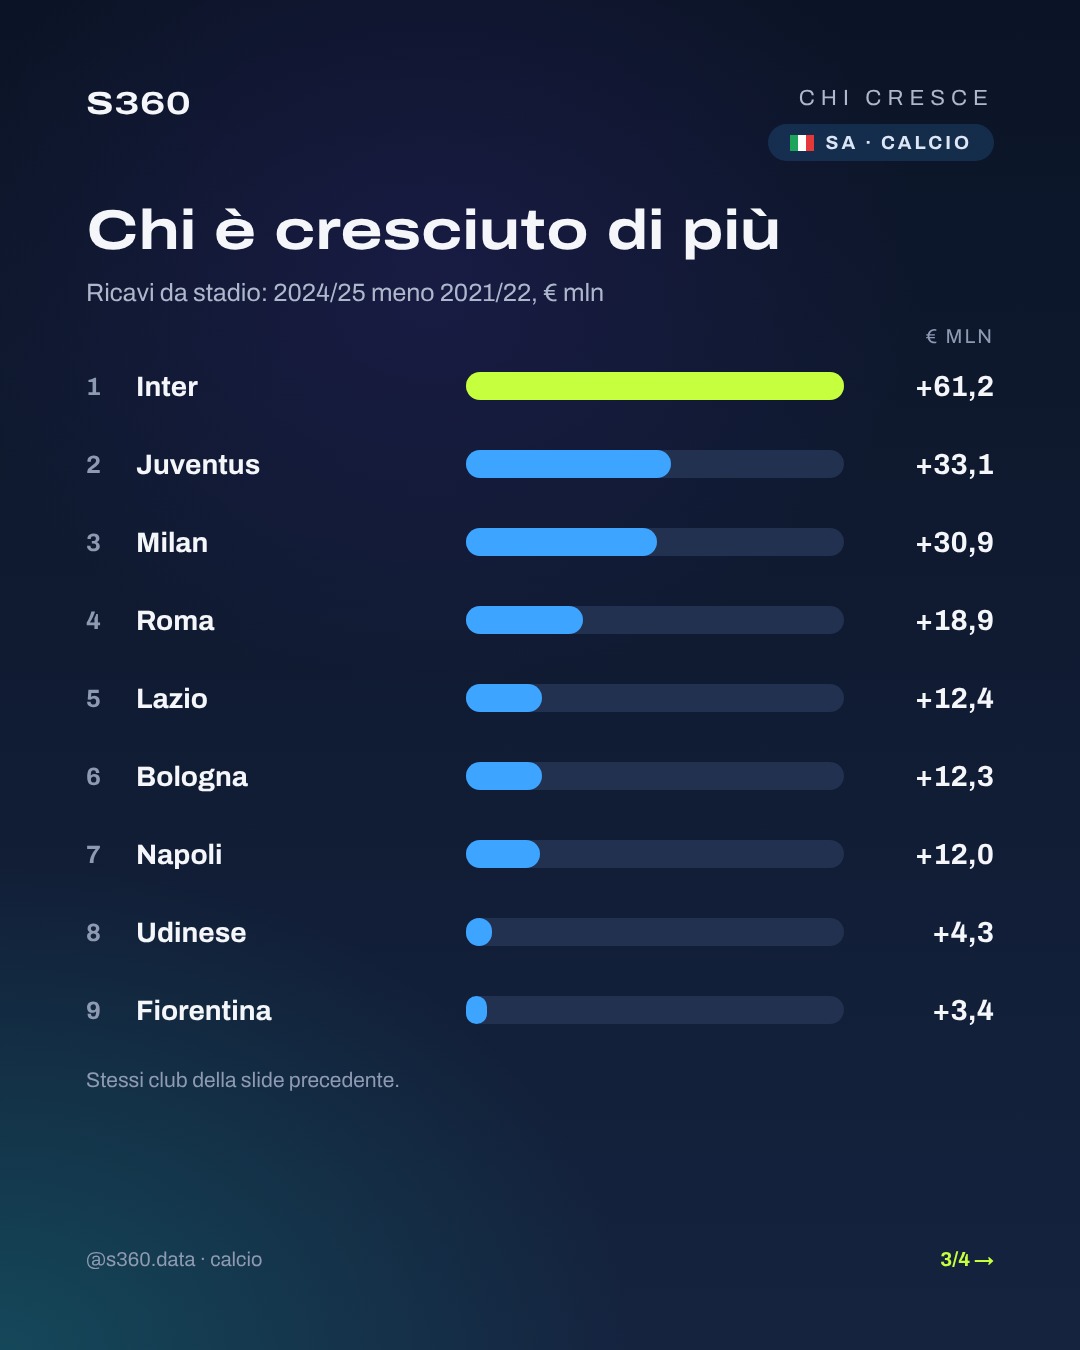 S360
CHI CRESCE
SA · CALCIO
Chi è cresciuto di più
Ricavi da stadio: 2024/25 meno 2021/22, € mln
€ MLN
1 Inter +61,2
2 Juventus +33,1
3 Milan +30,9
4 Roma +18,9
5 Lazio +12,4
6 Bologna +12,3
7 Napoli +12,0
8 Udinese +4,3
9 Fiorentina +3,4
Stessi club della slide precedente.
@s360.data · calcio
3/4 →